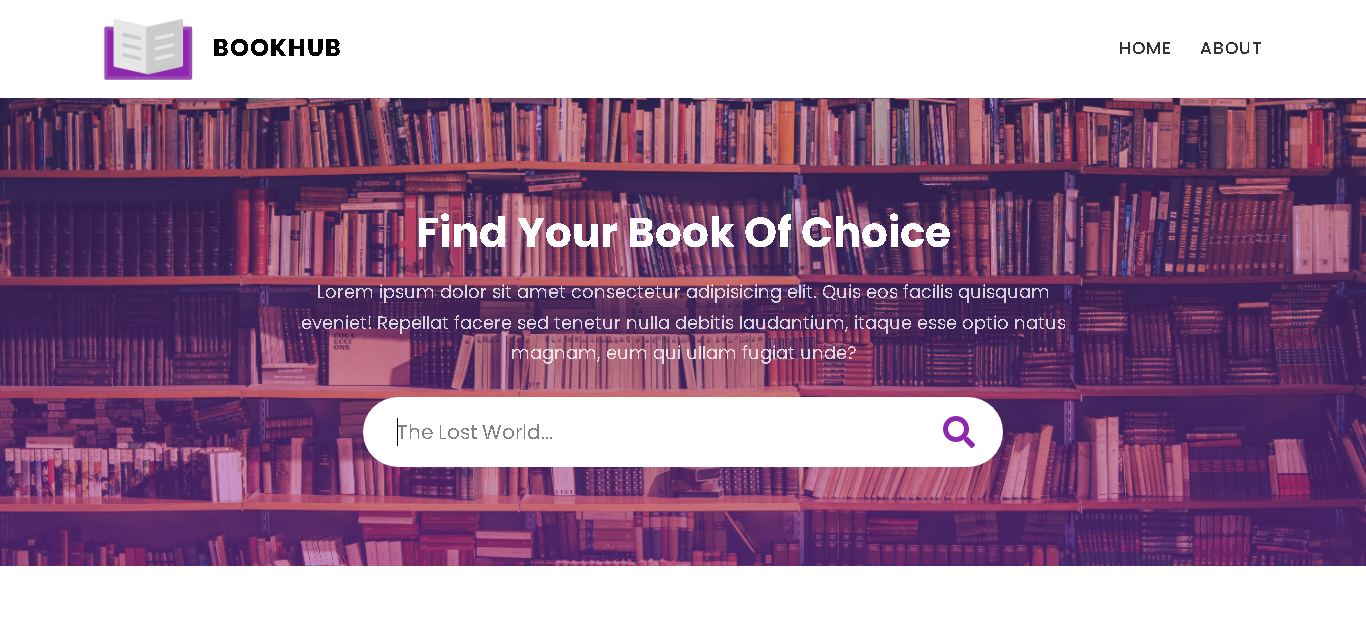 BOOKHUB
HOME ABOUT
Find Your Book Of Choice
Lorem ipsum dolor sit amet consectetur adipisicing elit. Quis eos facilis quisquam
eveniet! Repellat facere sed tenetur nulla debitis laudantium, itaque esse optio natus
magnam, eum qui ullam fugiat unde?
The Lost World...